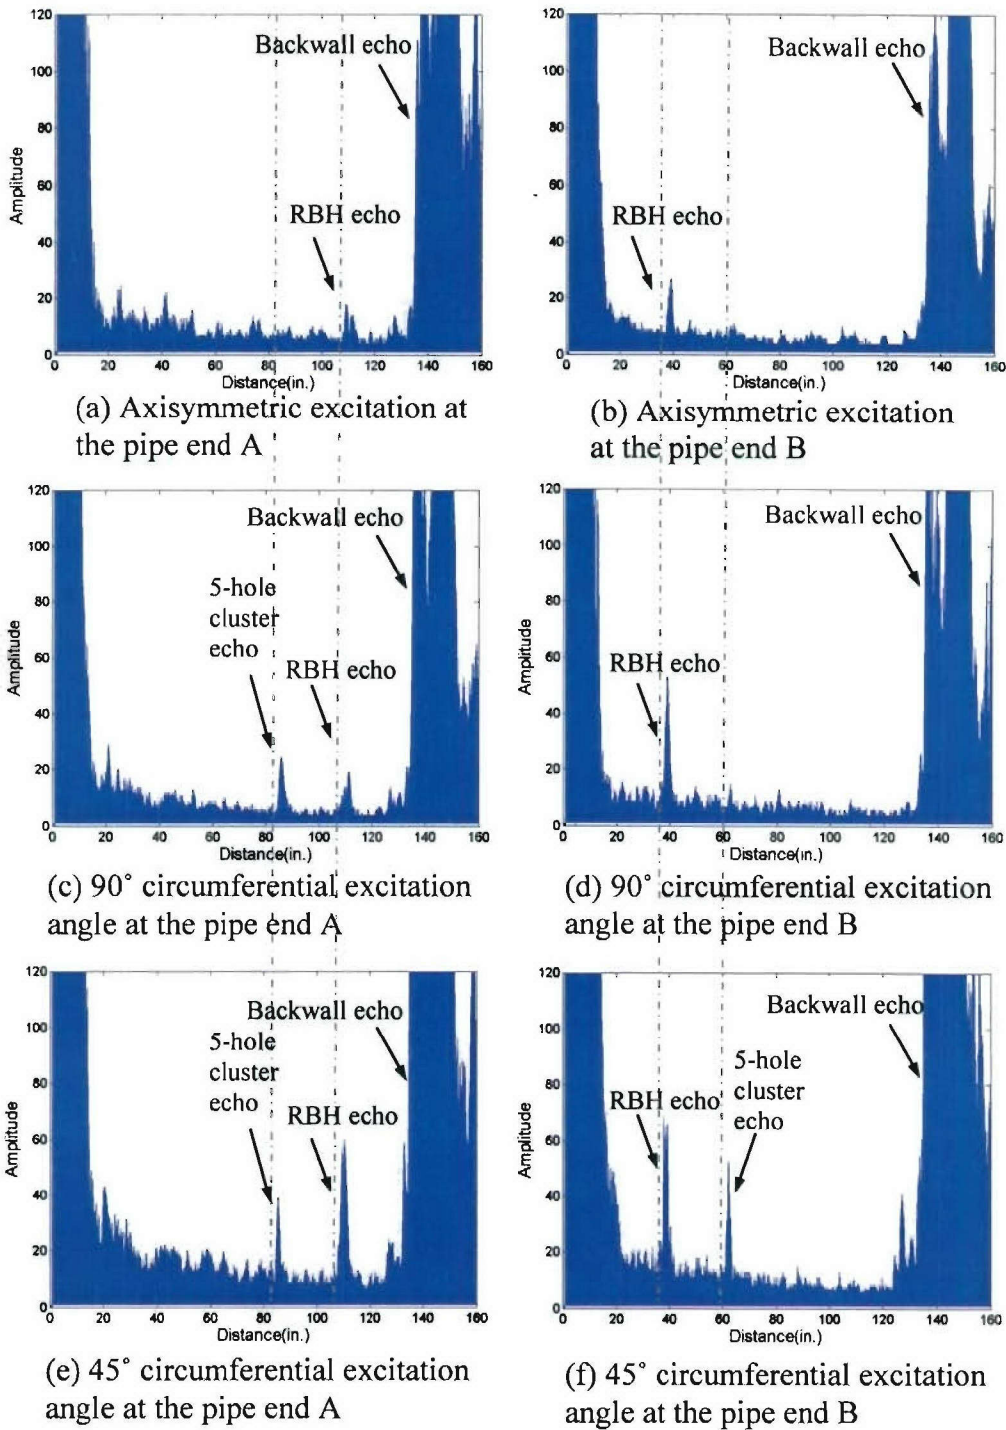 120
100
80
60
40
20
0
Amplitude
Backwall echo
RBH echo
0 20 40 60 80 100 120 140 160
Distance(in.)
(a) Axisymmetric excitation at
the pipe end A
120
100
80
60
40
20
0
Amplitude
Backwall echo
RBH echo
0 20 40 60 80 100 120 140 160
Distance(in.)
(b) Axisymmetric excitation
at the pipe end B
120
100
80
60
40
20
0
Amplitude
Backwall echo
5-hole
cluster
echo
RBH echo
0 20 40 60 80 100 120 140 160
Distance(in.)
(c) 90° circumferential excitation
angle at the pipe end A
120
100
80
60
40
20
0
Amplitude
Backwall echo
RBH echo
0 20 40 60 80 100 120 140 160
Distance(in.)
(d) 90° circumferential excitation
angle at the pipe end B
120
100
80
60
40
20
0
Amplitude
Backwall echo
5-hole
cluster
echo
RBH echo
0 20 40 60 80 100 120 140 160
Distance(in.)
(e) 45° circumferential excitation
angle at the pipe end A
120
100
80
60
40
20
0
Amplitude
Backwall echo
5-hole
cluster
echo
RBH echo
0 20 40 60 80 100 120 140 160
Distance(in.)
(f) 45° circumferential excitation
angle at the pipe end B